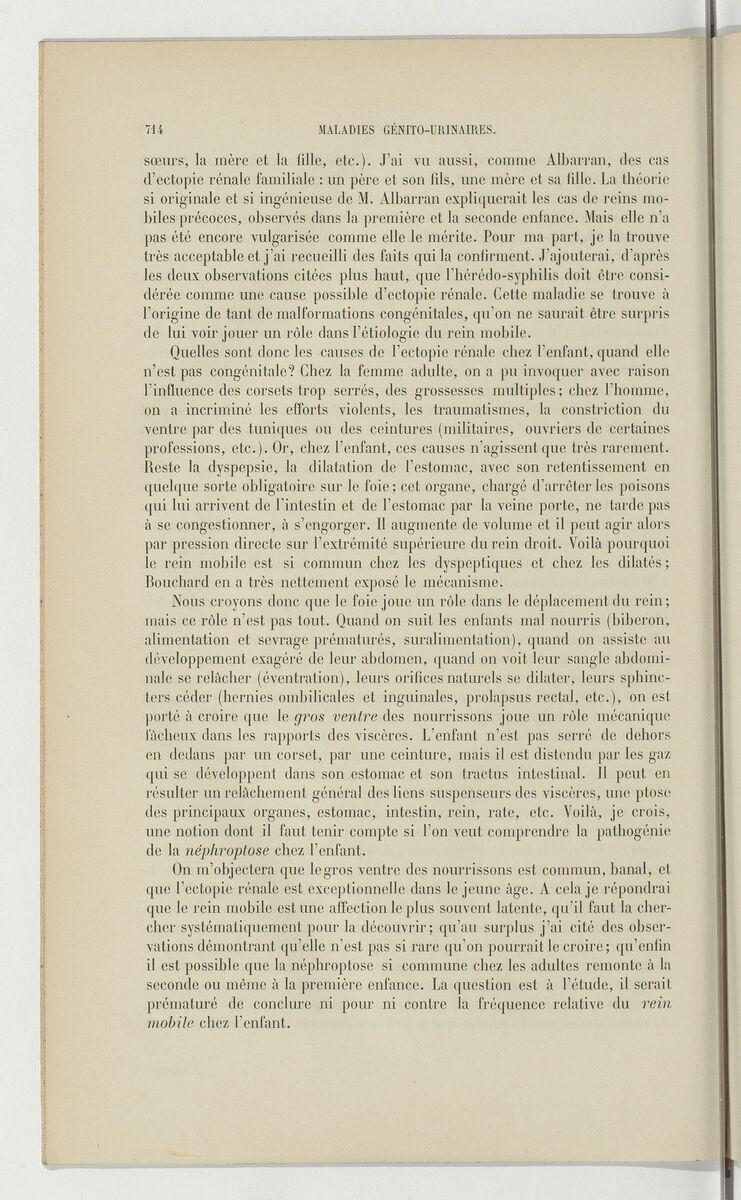 714 MALADIES GÉNITO-URINAIRES.
sœurs, la mère et la fille, etc.). J'ai vu aussi, comme Albarran, des cas
d'ectopie rénale familiale : un père et son fils, une mère et sa fille. La théorie
si originale et si ingénieuse de M. Albarran expliquerait les cas de reins mo-
biles précoces, observés dans la première et la seconde enfance. Mais elle n'a
pas été encore vulgarisée comme elle le mérite. Pour ma part, je la trouve
très acceptable et j'ai recueilli des faits qui la confirment. J'ajouterai, d'après
les deux observations citées plus haut, que l'hérédo-syphilis doit être consi-
dérée comme une cause possible d'ectopie rénale. Cette maladie se trouve à
l'origine de tant de malformations congénitales, qu'on ne saurait être surpris
de lui voir jouer un rôle dans l'étiologie du rein mobile.
Quelles sont donc les causes de l'ectopie rénale chez l'enfant, quand elle
n'est pas congénitale? Chez la femme adulte, on a pu invoquer avec raison
l'influence des corsets trop serrés, des grossesses multiples; chez l'homme,
on a incriminé les efforts violents, les traumatismes, la constriction du
ventre par des tuniques ou des ceintures (militaires, ouvriers de certaines
professions, etc.). Or, chez l'enfant, ces causes n'agissent que très rarement.
Reste la dyspepsie, la dilatation de l'estomac, avec son retentissement en
quelque sorte obligatoire sur le foie; cet organe, chargé d'arrêter les poisons
qui lui arrivent de l'intestin et de l'estomac par la veine porte, ne tarde pas
à se congestionner, à s'engorger. Il augmente de volume et il peut agir alors
par pression directe sur l'extrémité supérieure du rein droit. Voilà pourquoi
le rein mobile est si commun chez les dyspeptiques et chez les dilatés;
Bouchard en a très nettement exposé le mécanisme.
Nous croyons donc que le foie joue un rôle dans le déplacement du rein;
mais ce rôle n'est pas tout. Quand on suit les enfants mal nourris (biberon,
alimentation et sevrage prématurés, suralimentation), quand on assiste au
développement exagéré de leur abdomen, quand on voit leur sangle abdomi-
nale se relâcher (éventration), leurs orifices naturels se dilater, leurs sphinc-
ters céder (hernies ombilicales et inguinales, prolapsus rectal, etc.), on est
porté à croire que le gros ventre des nourrissons joue un rôle mécanique
fâcheux dans les rapports des viscères. L'enfant n'est pas serré de dehors
en dedans par un corset, par une ceinture, mais il est distendu par les gaz
qui se développent dans son estomac et son tractus intestinal. Il peut en
résulter un relâchement général des liens suspenseurs des viscères, une ptose
des principaux organes, estomac, intestin, rein, rate, etc. Voilà, je crois,
une notion dont il faut tenir compte si l'on veut comprendre la pathogénie
de la néphroptose chez l'enfant.
On m'objectera que le gros ventre des nourrissons est commun, banal, et
que l'ectopie rénale est exceptionnelle dans le jeune âge. A cela je répondrai
que le rein mobile est une affection le plus souvent latente, qu'il faut la cher-
cher systématiquement pour la découvrir; qu'au surplus j'ai cité des obser-
vations démontrant qu'elle n'est pas si rare qu'on pourrait le croire; qu'enfin
il est possible que la néphroptose si commune chez les adultes remonte à la
seconde ou même à la première enfance. La question est à l'étude, il serait
prématuré de conclure ni pour ni contre la fréquence relative du rein
mobile chez l'enfant.